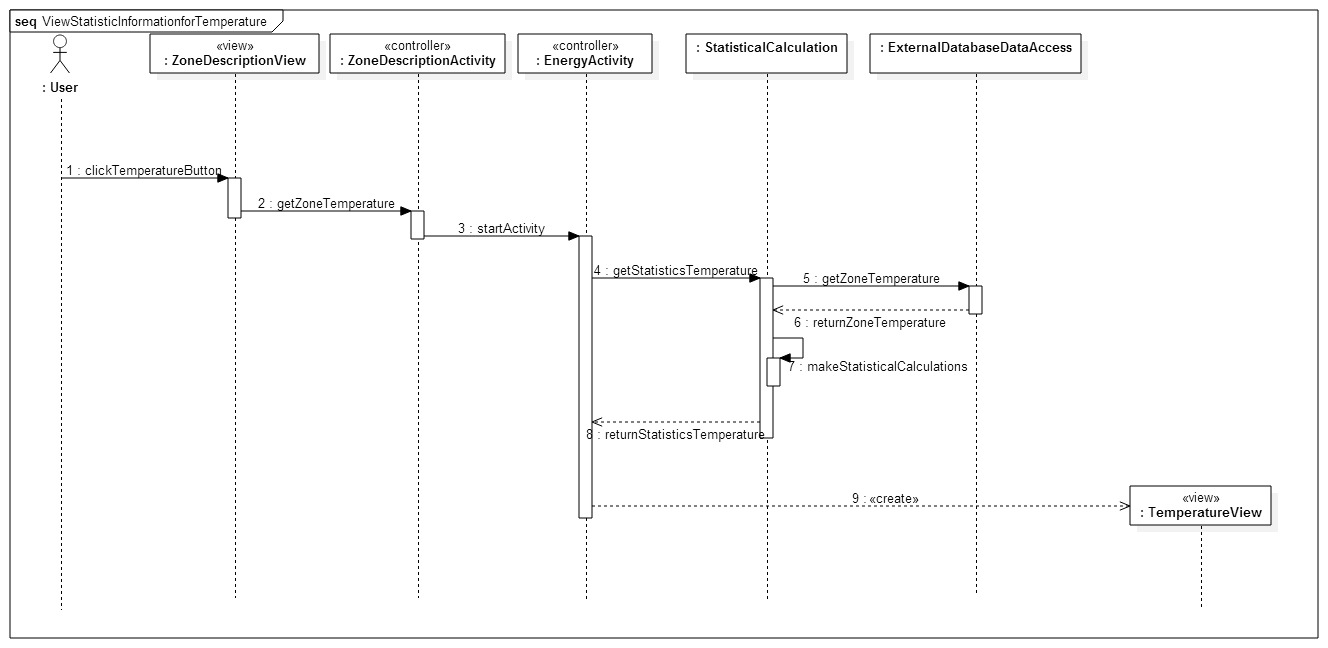 seq ViewStatisticInformationforTemperature
: User
«view»
: ZoneDescriptionView
«controller»
: ZoneDescriptionActivity
«controller»
: EnergyActivity
: StatisticalCalculation
: ExternalDatabaseDataAccess
1 : clickTemperatureButton
2 : getZoneTemperature
3 : startActivity
4 : getStatisticsTemperature
5 : getZoneTemperature
6 : returnZoneTemperature
7 : makeStatisticalCalculations
8 : returnStatisticsTemperature
9 : «create»
«view»
: TemperatureView